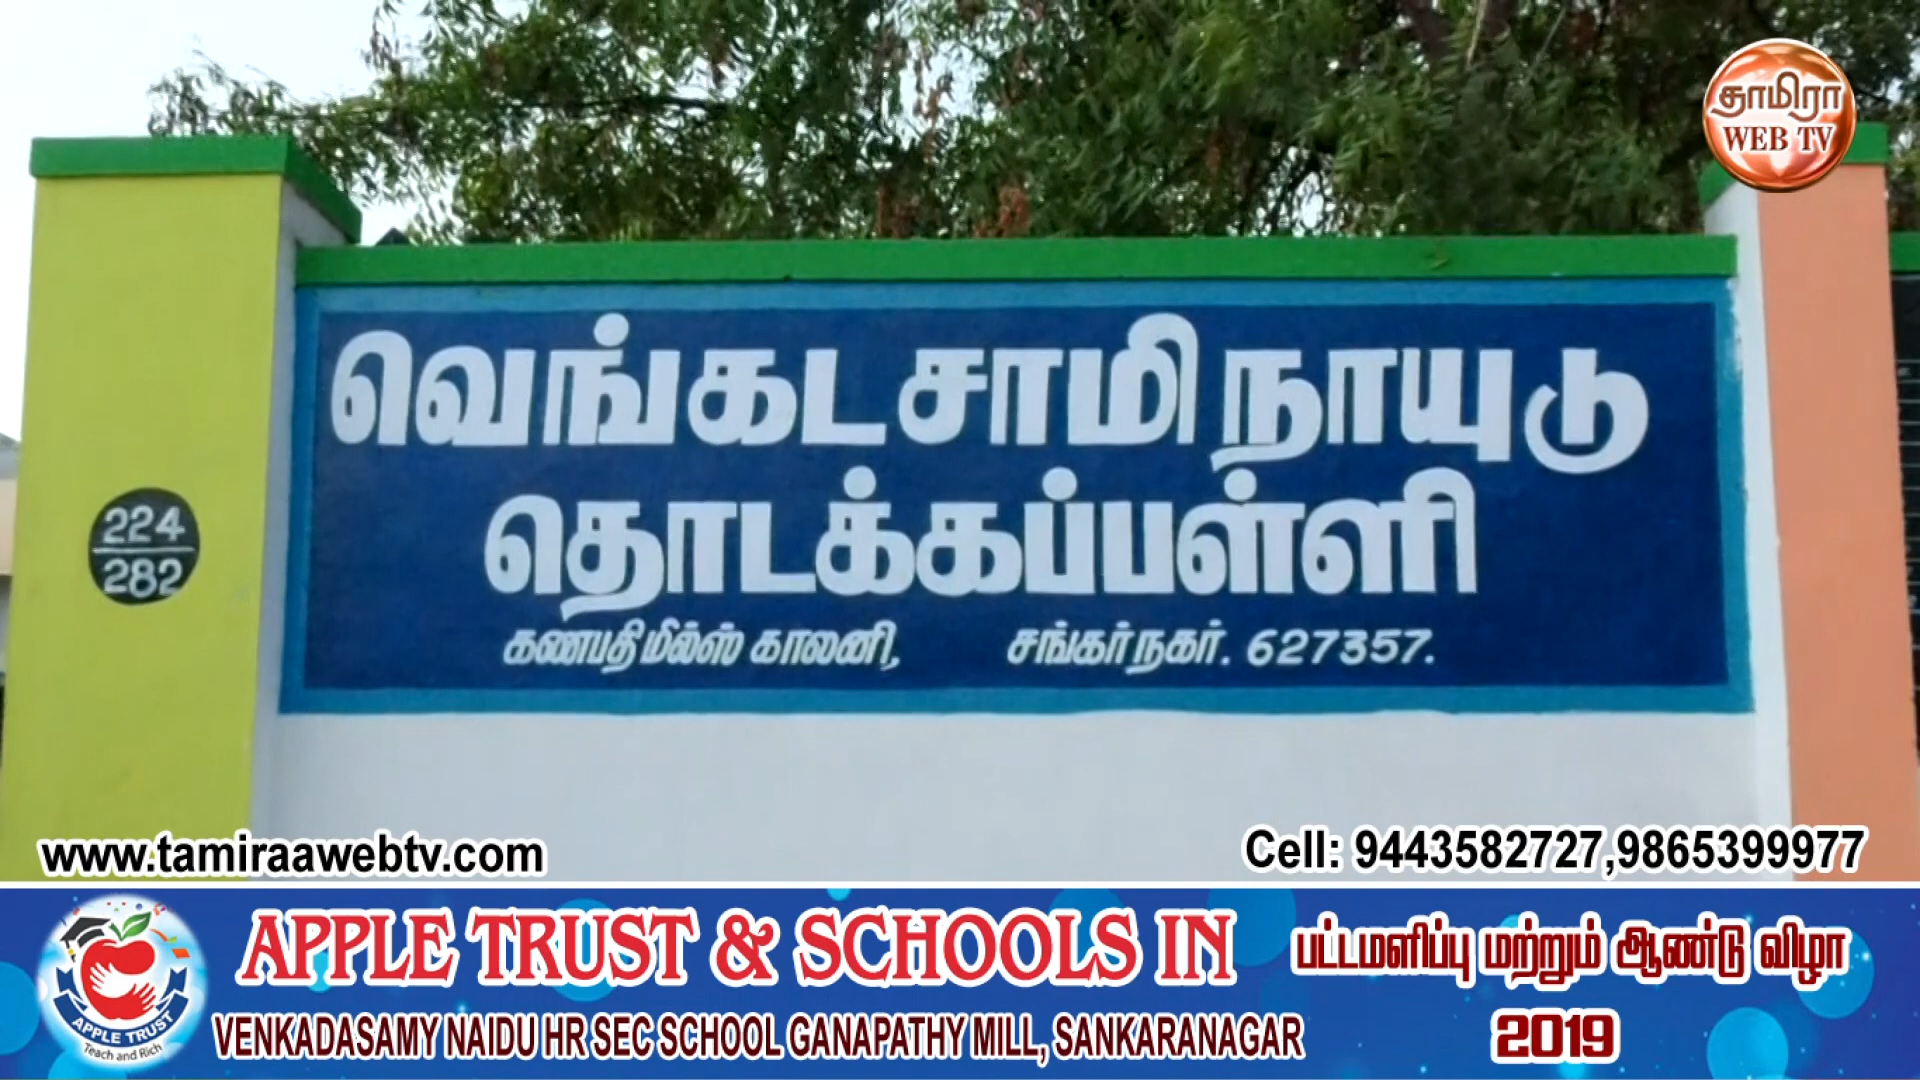 தாமிரா
WEB TV
வெங்கடசாமி நாயுடு
தொடக்கப்பள்ளி
கணபதி மில்ஸ் காலனி, சங்கர்நகர். 627357.
224
282
www.tamiraawebtv.com
Cell: 9443582727,9865399977
APPLE TRUST & SCHOOLS IN
VENKADASAMY NAIDU HR SEC SCHOOL GANAPATHY MILL, SANKARANAGAR
பட்டமளிப்பு மற்றும் ஆண்டு விழா
2019
APPLE TRUST
Teach and Rich